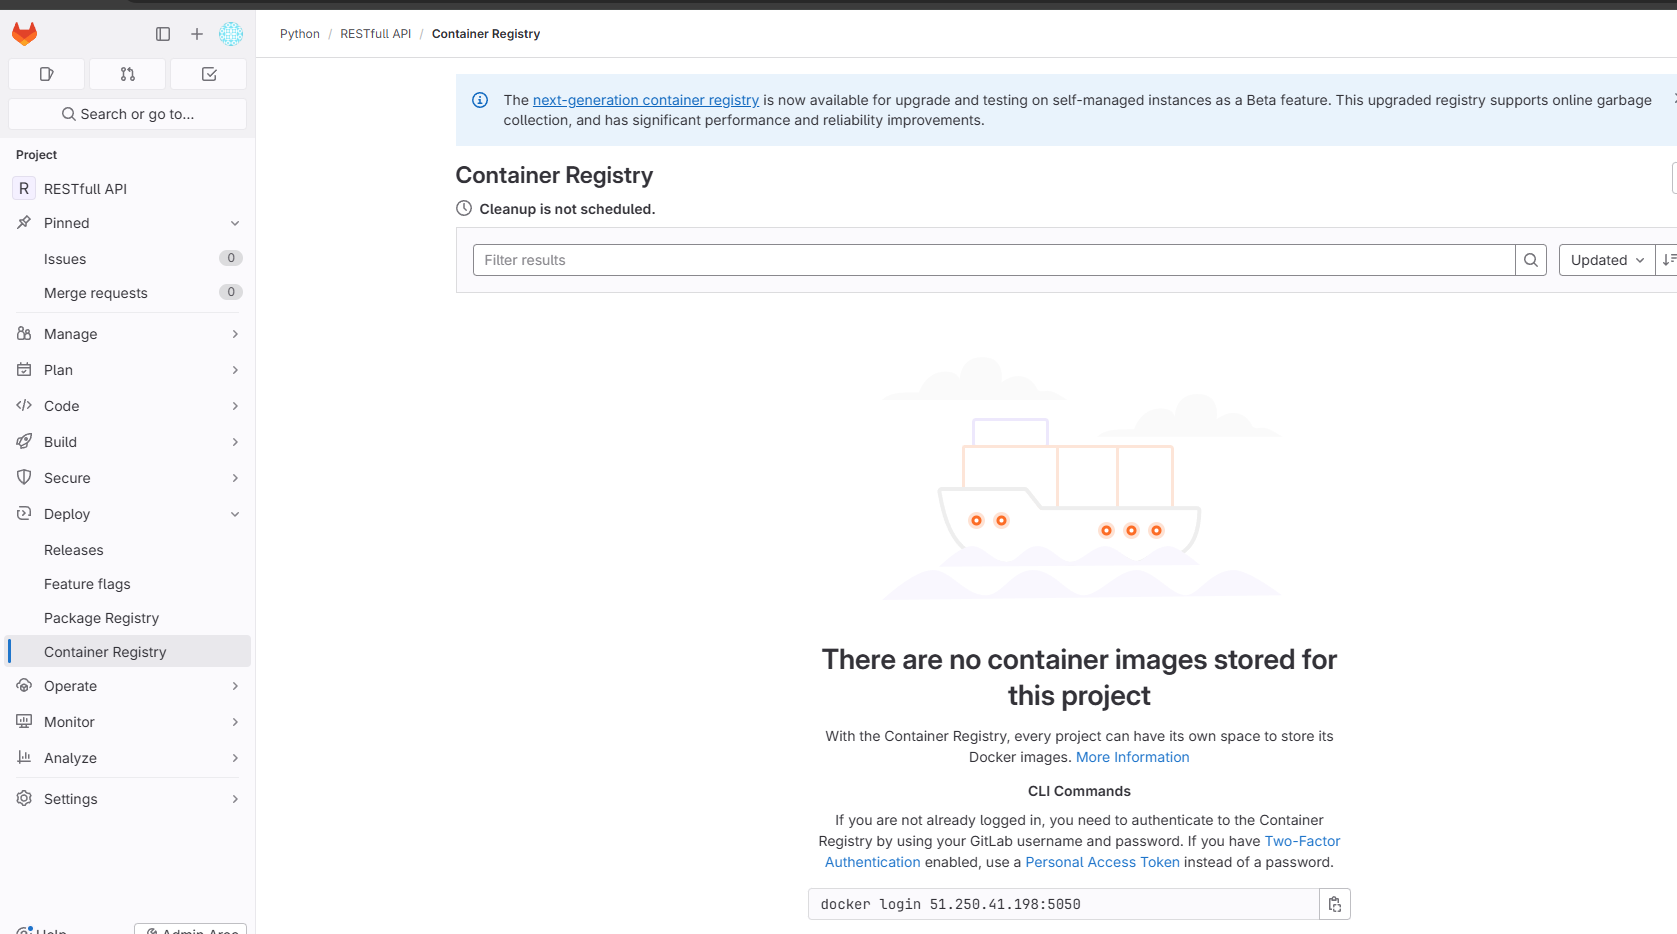 Python / RESTfull API / Container Registry
Search or go to...
Project
R RESTfull API
Pinned
Issues 0
Merge requests 0
Manage
Plan
Code
Build
Secure
Deploy
Releases
Feature flags
Package Registry
Container Registry
Operate
Monitor
Analyze
Settings
Help
Admin Area
The next-generation container registry is now available for upgrade and testing on self-managed instances as a Beta feature. This upgraded registry supports online garbage
collection, and has significant performance and reliability improvements.
Container Registry
Cleanup is not scheduled.
Filter results
Updated
There are no container images stored for
this project
With the Container Registry, every project can have its own space to store its
Docker images. More Information
CLI Commands
If you are not already logged in, you need to authenticate to the Container
Registry by using your GitLab username and password. If you have Two-Factor
Authentication enabled, use a Personal Access Token instead of a password.
docker login 51.250.41.198:5050